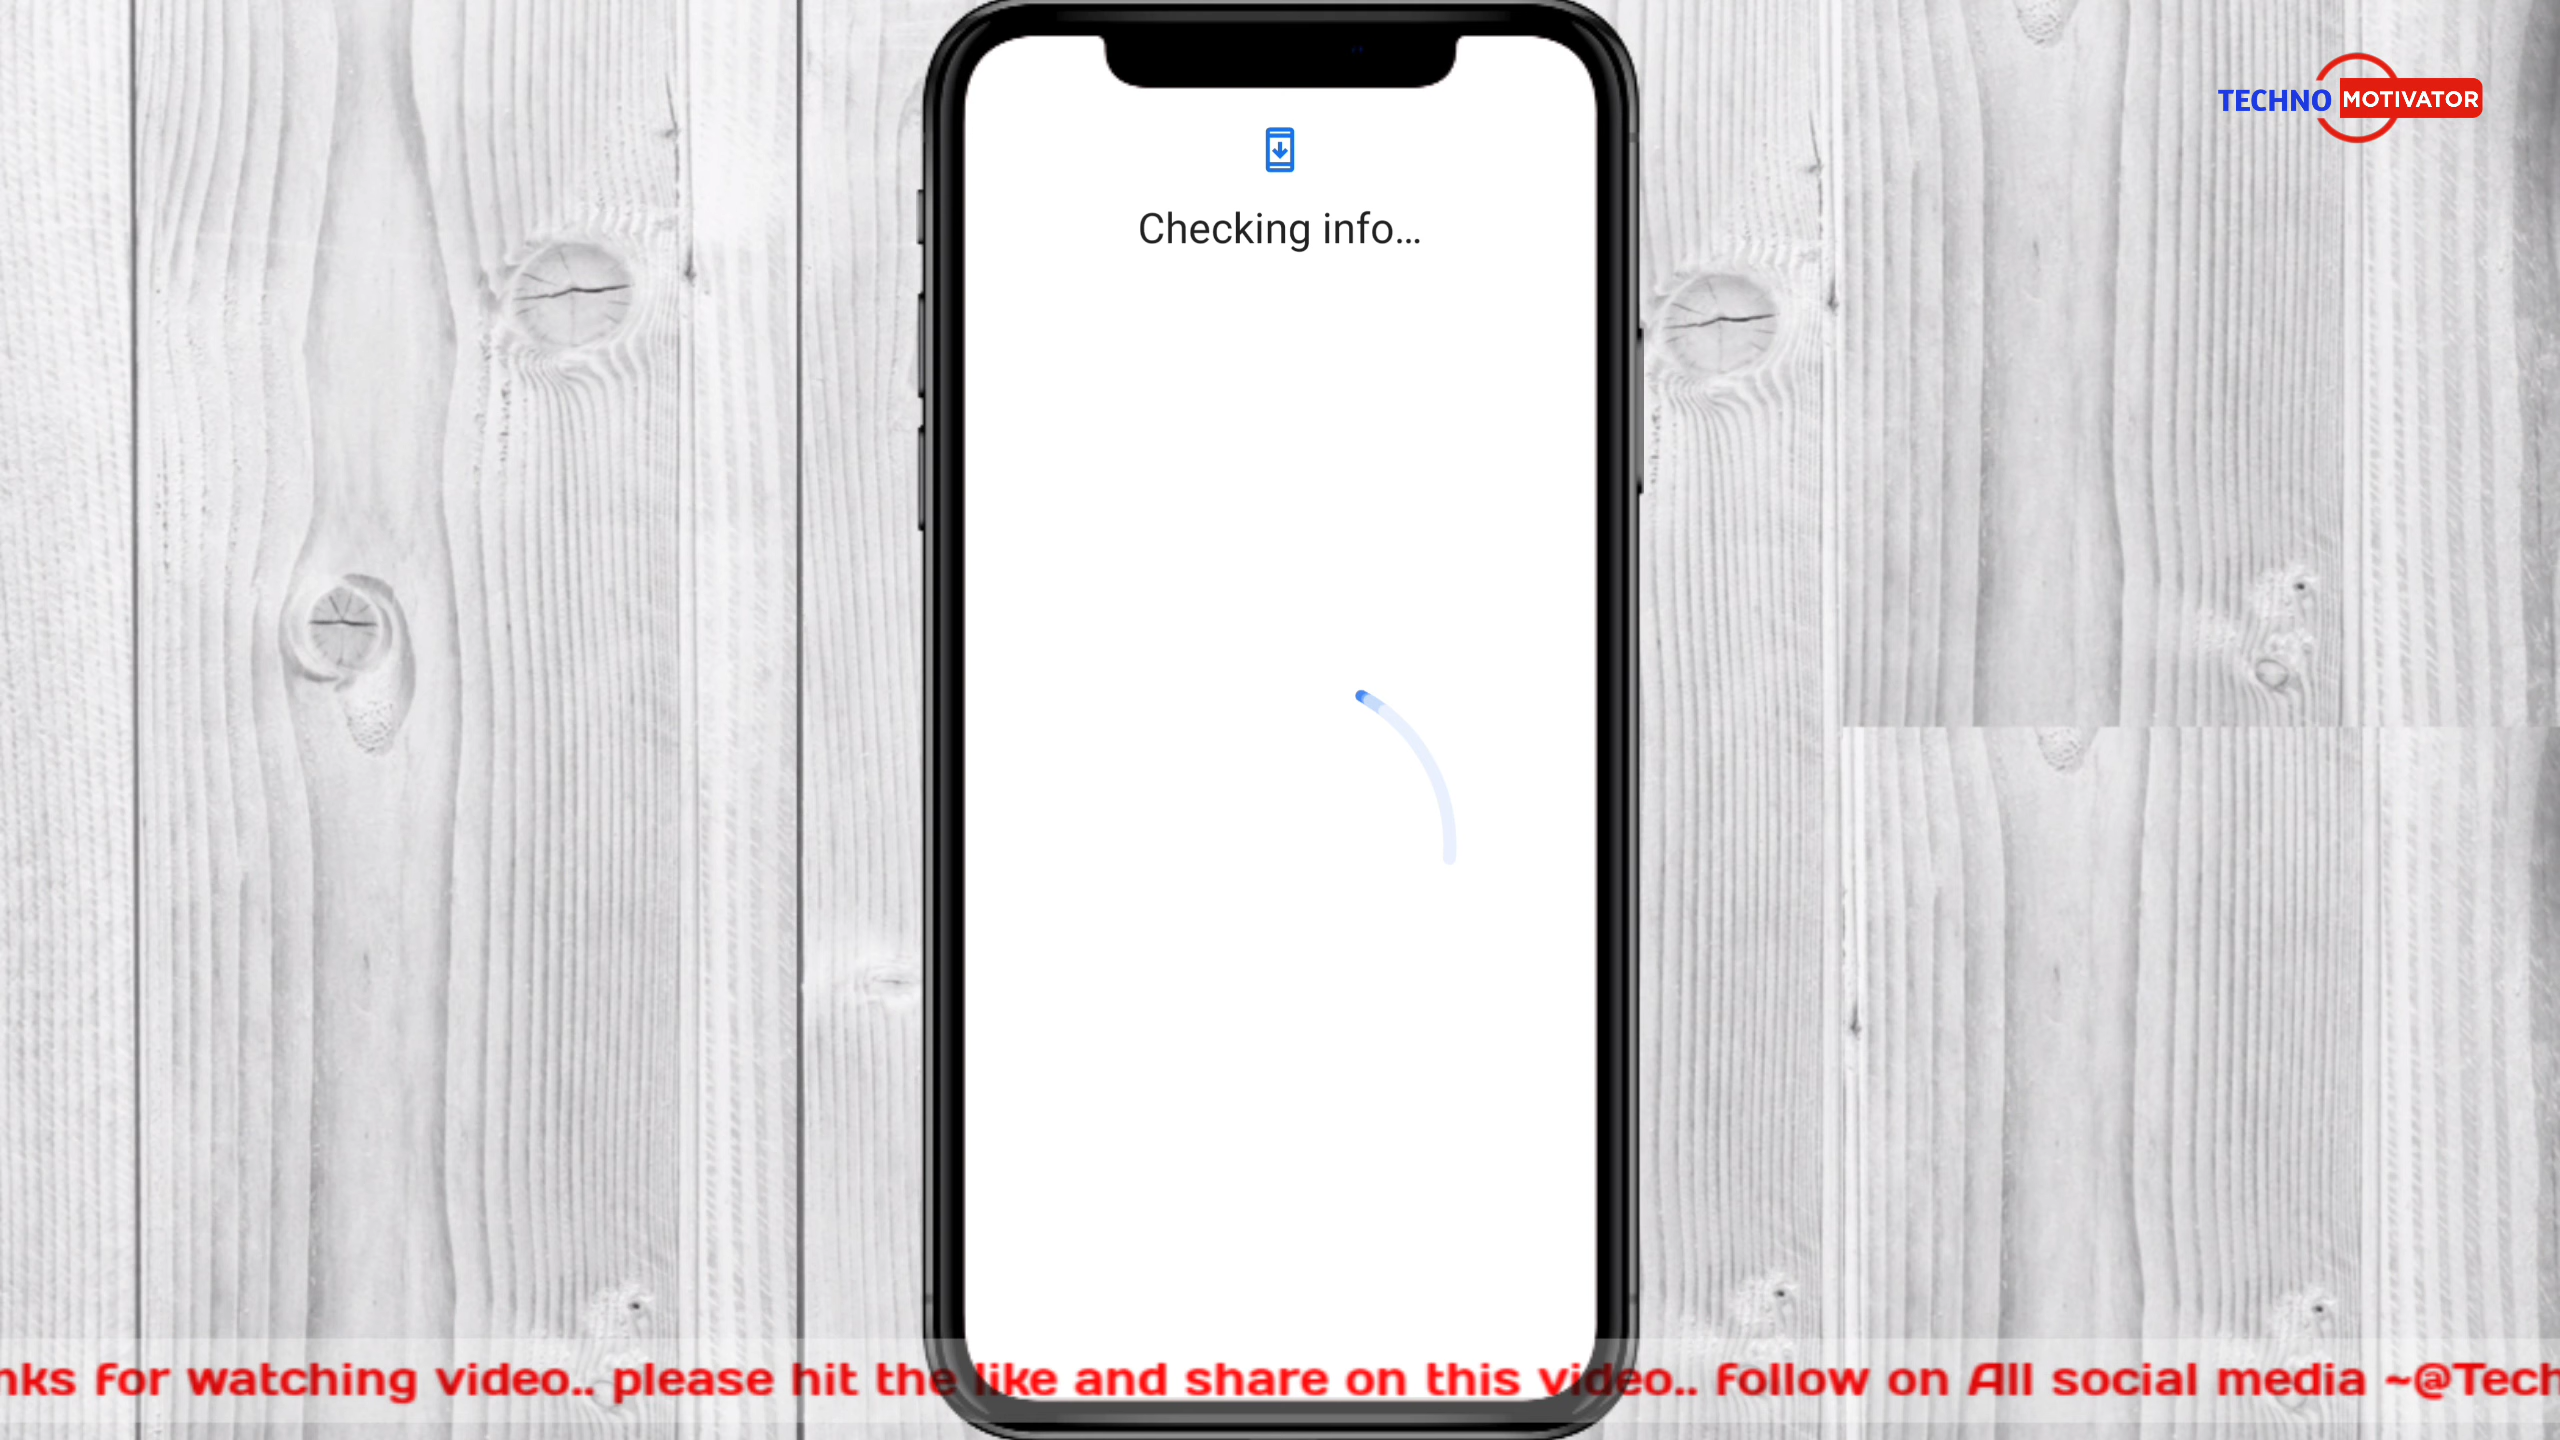 TECHNO MOTIVATOR
Checking info...
for watching video.. please hit the like and share on this video.. follow on All social media ~@Tech